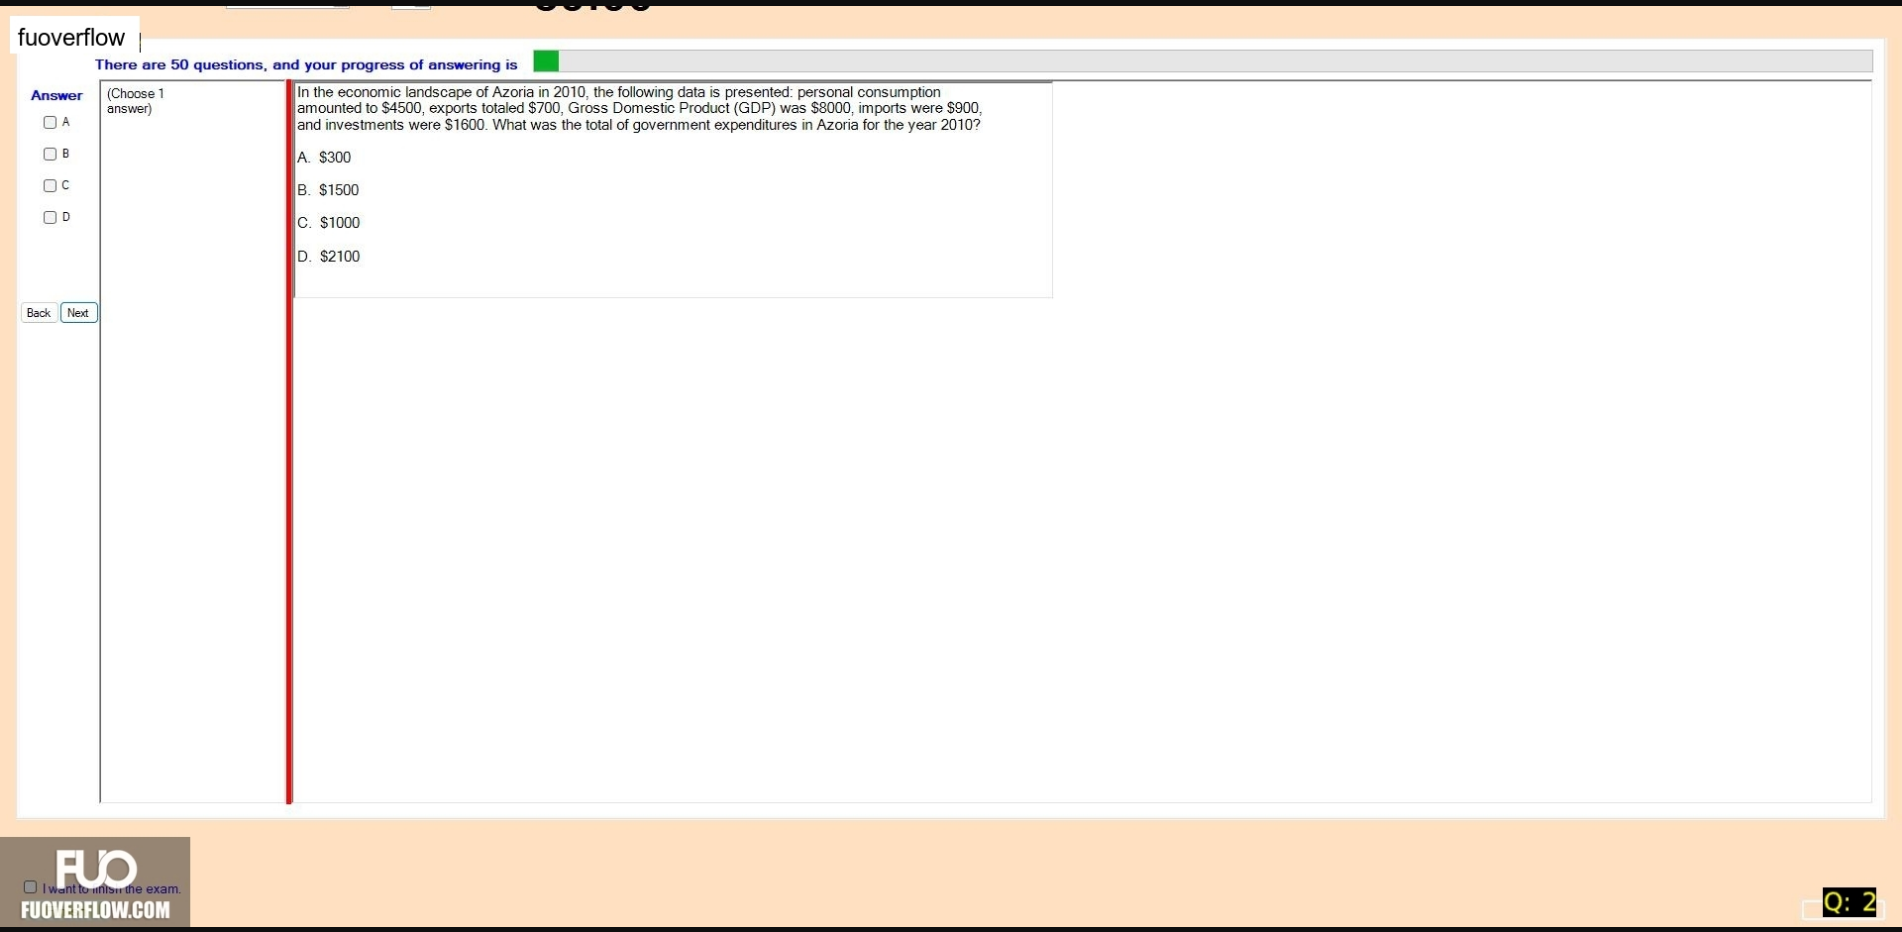 fuoverflow
There are 50 questions, and your progress of answering is
Answer
(Choose 1
answer)
A
B
C
D
Back
Next
In the economic landscape of Azoria in 2010, the following data is presented: personal consumption
amounted to $4500, exports totaled $700, Gross Domestic Product (GDP) was $8000, imports were $900,
and investments were $1600. What was the total of government expenditures in Azoria for the year 2010?
A. $300
B. $1500
C. $1000
D. $2100
FUO
I want to finish the exam.
FUOVERFLOW.COM
Q: 2